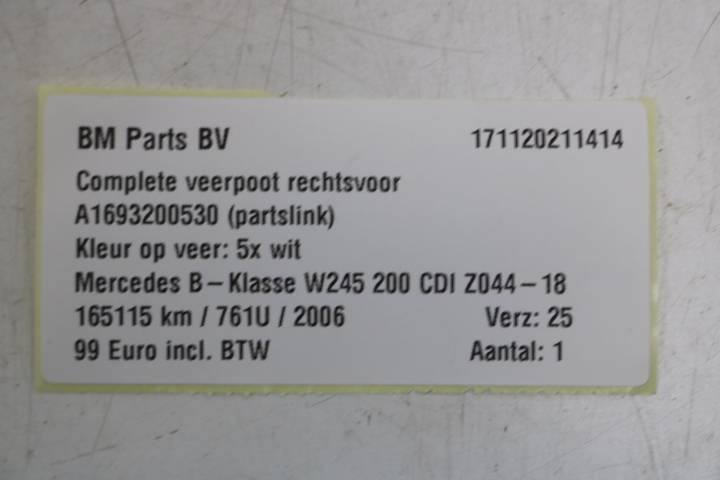 BM Parts BV 171120211414
Complete veerpoot rechtsvoor
A1693200530 (partslink)
Kleur op veer: 5x wit
Mercedes B-Klasse W245 200 CDI Z044-18
165115 km / 761U / 2006 Verz: 25
99 Euro incl. BTW Aantal: 1